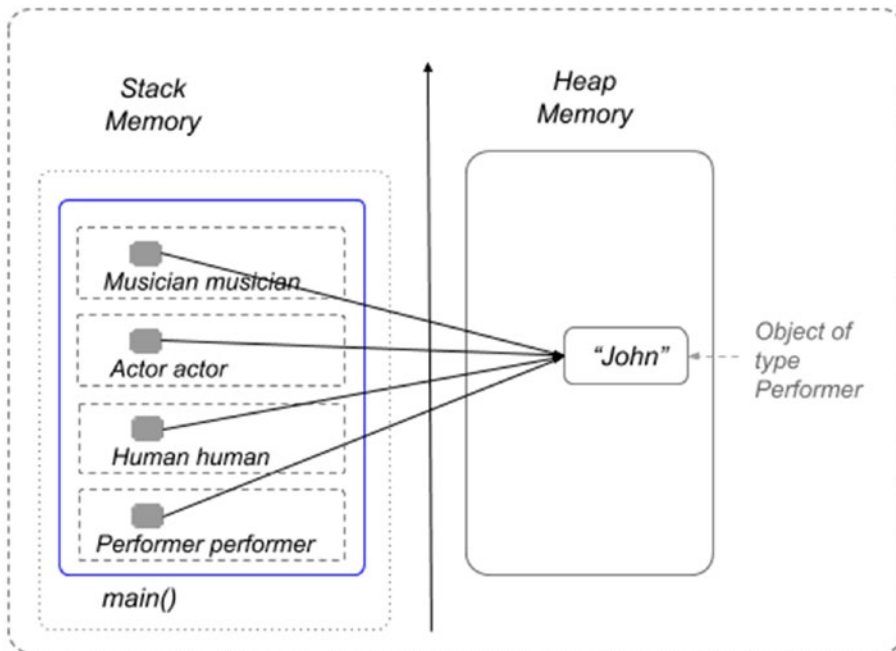 Stack
Memory
Heap
Memory
Musician musician
Actor actor
Human human
Performer performer
main()
“John”
Object of
type
Performer